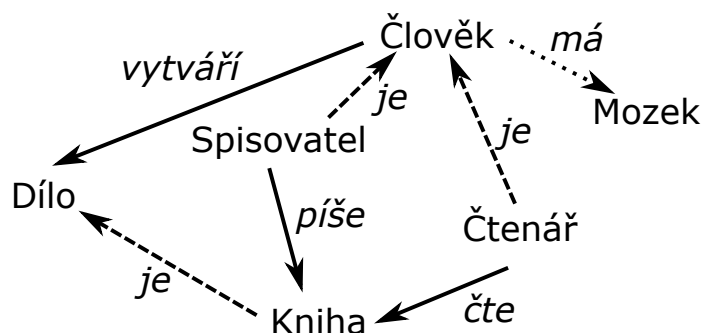 Člověk
má
vytváří
je
Mozek
Spisovatel
je
Dílo
píše
Čtenář
je
čte
Kniha